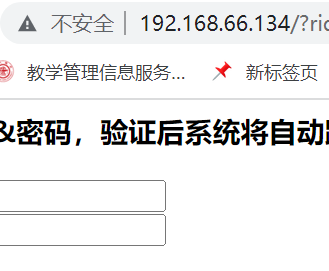 不安全 | 192.168.66.134/?ric
教学管理信息服务... 新标签页
&密码，验证后系统将自动